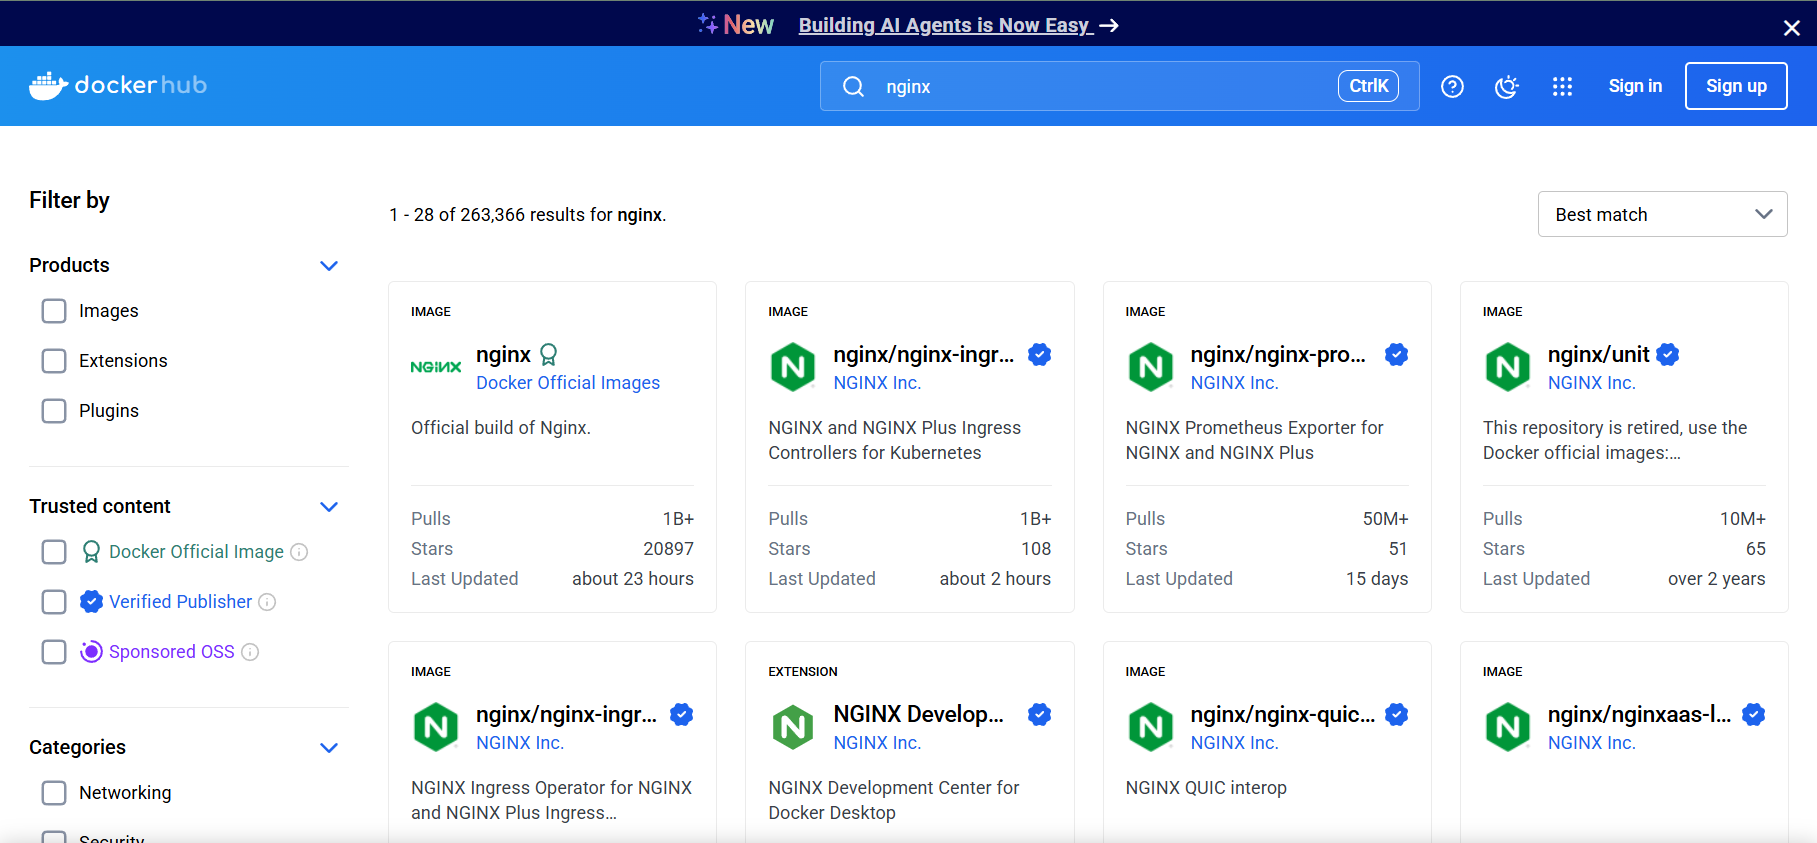 New Building AI Agents is Now Easy →
docker hub
nginx
CtrlK
Sign in
Sign up
Filter by
Products
Images
Extensions
Plugins
Trusted content
Docker Official Image
Verified Publisher
Sponsored OSS
Categories
Networking
Security
1 - 28 of 263,366 results for nginx.
Best match
IMAGE
NGINX
nginx
Docker Official Images
Official build of Nginx.
Pulls 1B+
Stars 20897
Last Updated about 23 hours
IMAGE
N
nginx/nginx-ingr...
NGINX Inc.
NGINX and NGINX Plus Ingress
Controllers for Kubernetes
Pulls 1B+
Stars 108
Last Updated about 2 hours
IMAGE
N
nginx/nginx-pro...
NGINX Inc.
NGINX Prometheus Exporter for
NGINX and NGINX Plus
Pulls 50M+
Stars 51
Last Updated 15 days
IMAGE
N
nginx/unit
NGINX Inc.
This repository is retired, use the
Docker official images:...
Pulls 10M+
Stars 65
Last Updated over 2 years
IMAGE
N
nginx/nginx-ingr...
NGINX Inc.
NGINX Ingress Operator for NGINX
and NGINX Plus Ingress...
EXTENSION
N
NGINX Develop...
NGINX Inc.
NGINX Development Center for
Docker Desktop
IMAGE
N
nginx/nginx-quic...
NGINX Inc.
NGINX QUIC interop
IMAGE
N
nginx/nginxaas-l...
NGINX Inc.